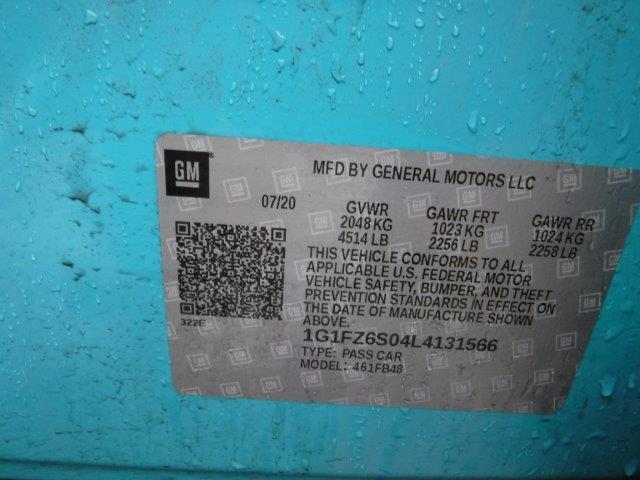 GM
MFD BY GENERAL MOTORS LLC
07/20
GVWR GAWR FRT GAWR RR
2048 KG 1023 KG 1024 KG
4514 LB 2256 LB 2258 LB
THIS VEHICLE CONFORMS TO ALL
APPLICABLE U.S. FEDERAL MOTOR
VEHICLE SAFETY, BUMPER, AND THEFT
PREVENTION STANDARDS IN EFFECT ON
THE DATE OF MANUFACTURE SHOWN
ABOVE.
322E
1G1FZ6S04L4131566
TYPE: PASS CAR
MODEL: 461FB48